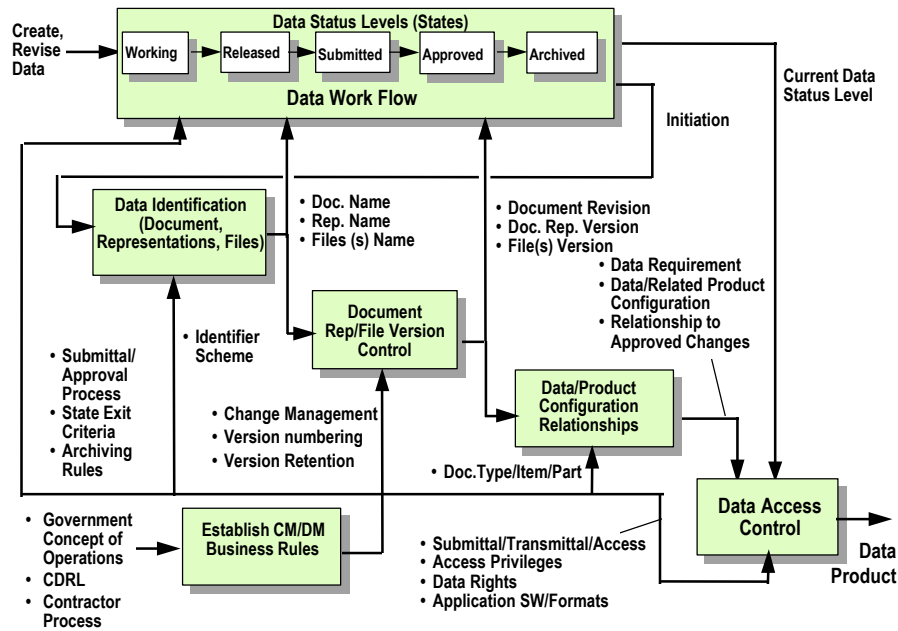 Data Status Levels (States)
Create,
Revise
Data
Working
Released
Submitted
Approved
Archived
Data Work Flow
Current Data
Status Level
Initiation
Data Identification
(Document,
Representations, Files)
• Doc. Name
• Rep. Name
• Files (s) Name
• Document Revision
• Doc. Rep. Version
• File(s) Version
• Data Requirement
• Data/Related Product
Configuration
• Relationship to
Approved Changes
Document
Rep/File Version
Control
• Identifier
Scheme
• Submittal/
Approval
Process
• State Exit
Criteria
• Archiving
Rules
Data/Product
Configuration
Relationships
• Change Management
• Version numbering
• Version Retention
• Doc.Type/Item/Part
Data Access
Control
• Government
Concept of
Operations
• CDRL
• Contractor
Process
Establish CM/DM
Business Rules
• Submittal/Transmittal/Access
• Access Privileges
• Data Rights
• Application SW/Formats
Data
Product